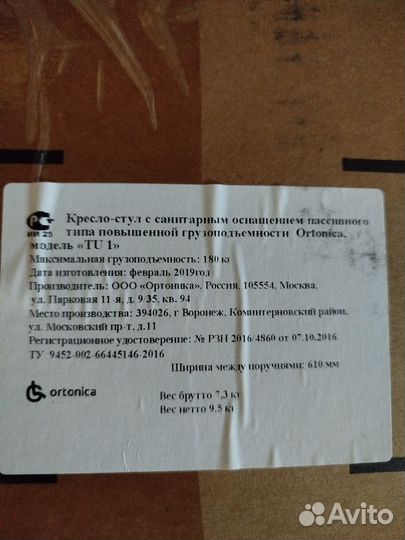 Кресло-стул с санитарным оснащением пассивного
типа повышенной грузоподъемности Ortonica,
ИМ 25
модель «TU 1»
Максимальная грузоподъемность: 180 кг
Дата изготовления: февраль 2019год
Производитель: ООО «Ортоника», Россия, 105554, Москва,
ул. Парковая 11-я, д. 9/35, кв. 94
Место производства: 394026, г Воронеж, Коминтерновский район,
ул. Московский пр-т, д.11
Регистрационное удостоверение: № РЗН 2016/4860 от 07.10.2016
ТУ 9452-002-66445146-2016
Ширина между поручиями: 610 мм
ortonica
Вес брутто 7,3 кг
Вес нетто 9.5 кг
Avito